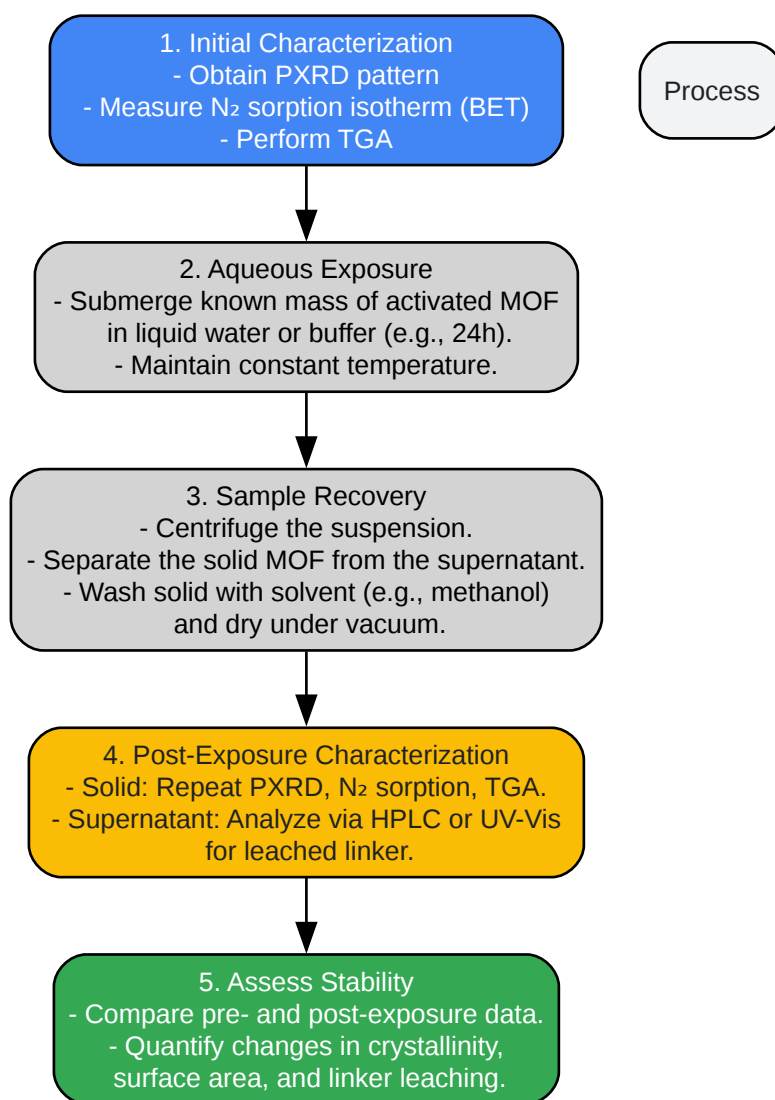 1. Initial Characterization
- Obtain PXRD pattern
- Measure N₂ sorption isotherm (BET)
- Perform TGA
Process
2. Aqueous Exposure
- Submerge known mass of activated MOF
in liquid water or buffer (e.g., 24h).
- Maintain constant temperature.
3. Sample Recovery
- Centrifuge the suspension.
- Separate the solid MOF from the supernatant.
- Wash solid with solvent (e.g., methanol)
and dry under vacuum.
4. Post-Exposure Characterization
- Solid: Repeat PXRD, N₂ sorption, TGA.
- Supernatant: Analyze via HPLC or UV-Vis
for leached linker.
5. Assess Stability
- Compare pre- and post-exposure data.
- Quantify changes in crystallinity,
surface area, and linker leaching.